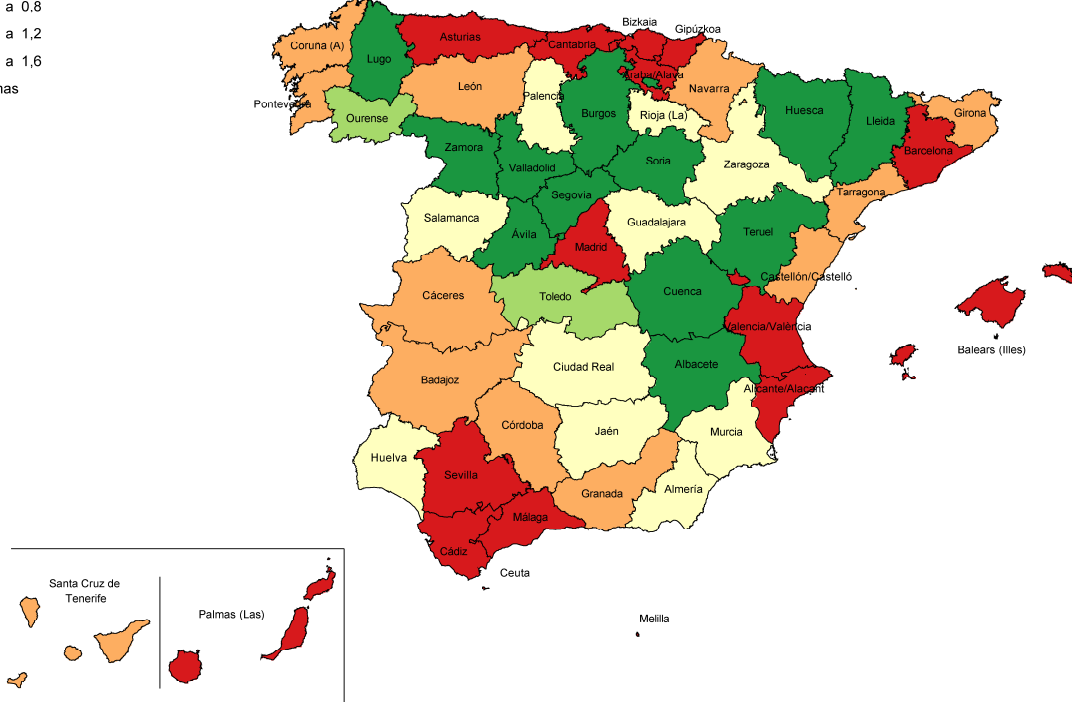 a 0.8
a 1,2
a 1,6
nas
Bizkaia
Gipúzkoa
Coruna (A)
Asturias
Cantabria
Lugo
Araba/Alava
León
Palencia
Navarra
Pontevedra
Ourense
Burgos
Rioja (La)
Huesca
Lleida
Girona
Zamora
Valladolid
Soria
Zaragoza
Barcelona
Segovia
Tarragona
Salamanca
Ávila
Guadalajara
Teruel
Madrid
Cáceres
Toledo
Cuenca
Castellón/Castelló
Valencia/València
Balears (Illes)
Ciudad Real
Albacete
Badajoz
Alicante/Alacant
Córdoba
Jaén
Murcia
Huelva
Sevilla
Granada
Almería
Málaga
Cádiz
Ceuta
Melilla
Santa Cruz de
Tenerife
Palmas (Las)